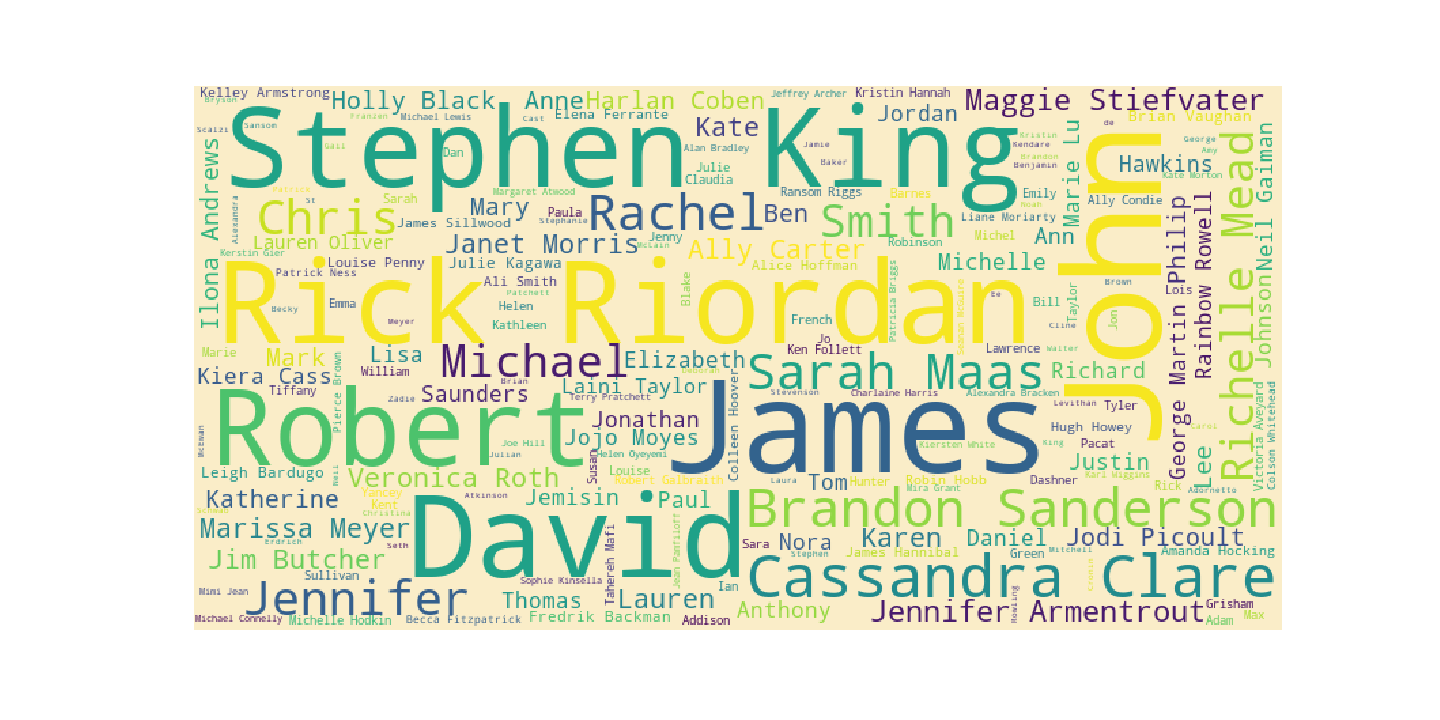 Kelley Armstrong
Holly Black
Anne
Harlan Coben
Jeffrey Archer
Kristin Hannah
Maggie Stiefvater
Bryson
Franzen
Michael Lewis
Cast
Elena Ferrante
Jordan
Brian Vaughan
Stephen King
Scalzi
Sanson
Gail
Dan
Kate
Alan Bradley
Jamie
Baker
Kristin
Kendare
Brandon
Benjamin
de
George
Amy
Kate Morton
Marie Lu
John
Hawkins
Richelle Mead
Neil Gaiman
Ilona Andrews
Julie
Claudia
Patrick
St
Sarah
Margaret Atwood
Ransom Riggs
Barnes
Emily
Noah
Ally Condie
Alexandra
Chris
James Sillwood
Mary
Paula
Stephanie
Rachel
Ben
Smith
Liane Moriarty
George Martin
Philip
Rainbow Rowell
Lauren Oliver
Janet Morris
McLain
Jenny
Ally Carter
Robinson
Michel
Ann
Kerstin Gier
Louise Penny
Julie Kagawa
Alice Hoffman
Michelle
Patrick Ness
Ali Smith
Patchett
Blake
Patricia Briggs
Rick Riordan
Seanan McGuire
Be
Bill
Taylor
Brown
Lois
Becky
Emma
Meyer
Helen
Kathleen
French
Cline
Jon
Johnson
Marie
Mark
Lisa
Michael
Elizabeth
Jo
Ken Follett
Lawrence
Walter
Kiera Cass
William
Deborah
Sarah Maas
Richard
Tiffany
Pierce Brown
Zadie
Saunders
Brian
Laini Taylor
Terry Pratchett
Colleen Hoover
Stevenson
Charlaine Harris
Alexandra Bracken
Levithan
Tyler
Victoria Aveyard
Colson Whitehead
Robert
Jonathan
James
Hugh Howey
Carol
Joe Hill
Jojo Moyes
Kiersten White
King
Pacat
Neil
Julian
Helen Oyeyemi
Leigh Bardugo
Veronica Roth
Susan
Louise
Robert Galbraith
Laura
Tom
Hunter
Robin Hobb
Dashner
Justin
Kari Wiggins
Rick
Lee
Adornetto
Katherine
Yancey
Kent
Christina
Atkinson
Jemisin
Paul
Mira Grant
Brandon Sanderson
Schwab
Marissa Meyer
David
Erdrich
Seth
Tahereh Mafi
Jean Panfiloff
Sara
Nora
Stephen
Karen
Daniel
Jodi Picoult
Jim Butcher
James Hannibal
Green
Mitchell
Amanda Hocking
Sullivan
Sophie Kinsella
Ian
Cassandra Clare
Cronin
Mimi Jean
Jennifer
Thomas
Lauren
Anthony
Jennifer Armentrout
Rowling
Grisham
Michael Connelly
Michelle Hodkin
Becca Fitzpatrick
Fredrik Backman
Addison
Adam
Max